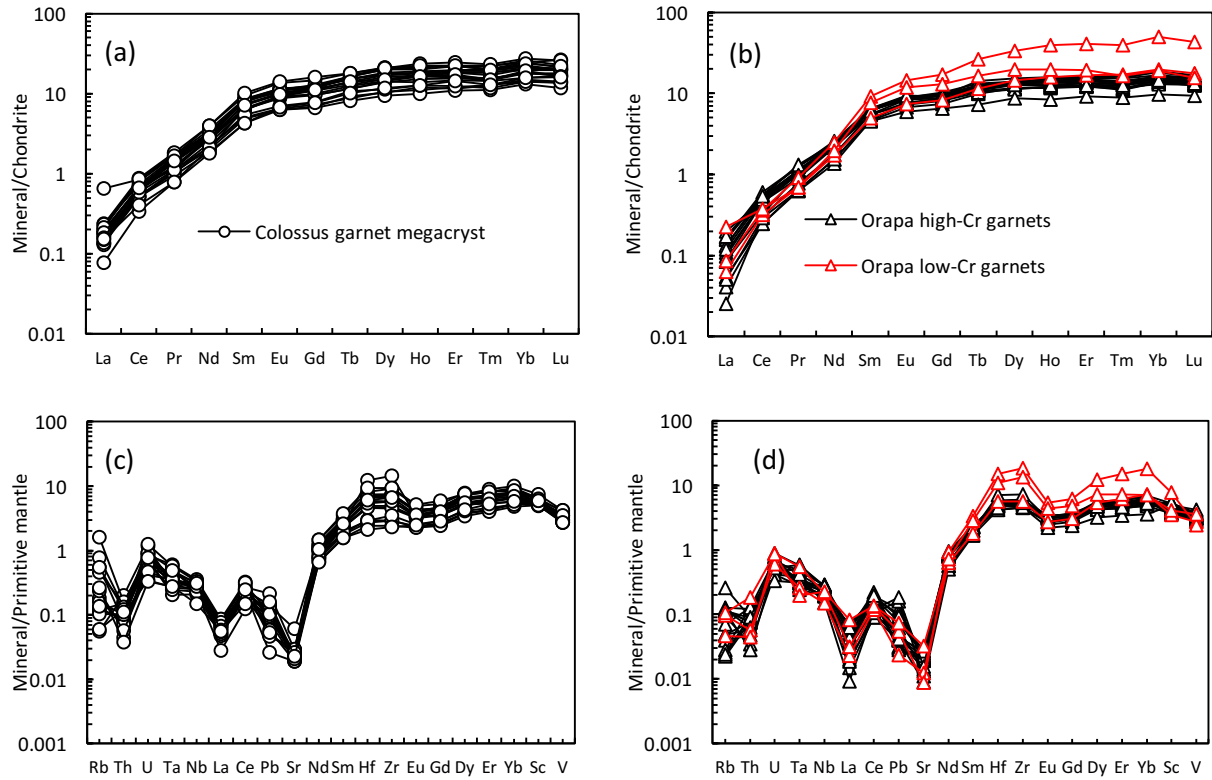 (a)
Mineral/Chondrite
100
10
1
0.1
0.01
Colossus garnet megacryst
La Ce Pr Nd Sm Eu Gd Tb Dy Ho Er Tm Yb Lu
(b)
Mineral/Chondrite
100
10
1
0.1
0.01
Orapa high-Cr garnets
Orapa low-Cr garnets
La Ce Pr Nd Sm Eu Gd Tb Dy Ho Er Tm Yb Lu
(c)
Mineral/Primitive mantle
100
10
1
0.1
0.01
0.001
Rb Th U Ta Nb La Ce Pb Sr Nd Sm Hf Zr Eu Gd Dy Er Yb Sc V
(d)
Mineral/Primitive mantle
100
10
1
0.1
0.01
0.001
Rb Th U Ta Nb La Ce Pb Sr Nd Sm Hf Zr Eu Gd Dy Er Yb Sc V